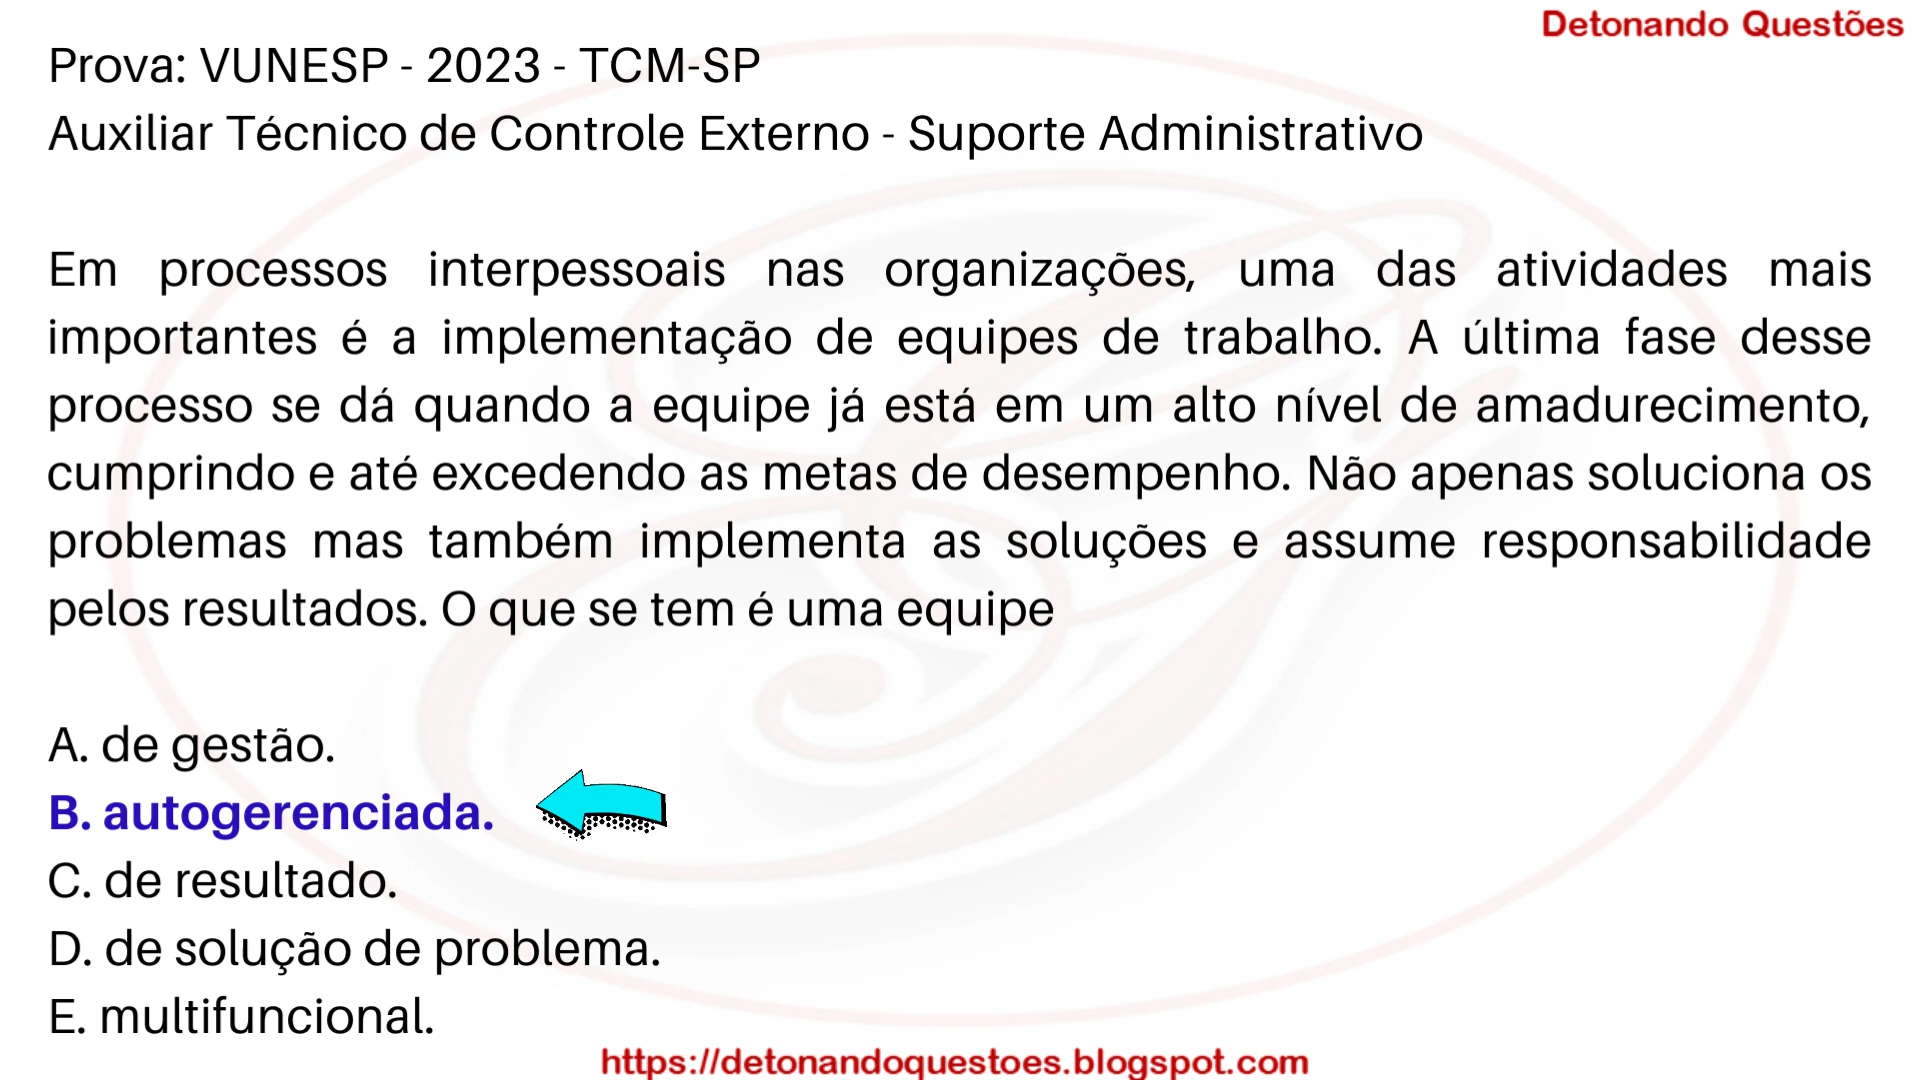 Detonando Questões
Prova: VUNESP - 2023 - TCM-SP
Auxiliar Técnico de Controle Externo - Suporte Administrativo
Em processos interpessoais nas organizações, uma das atividades mais
importantes é a implementação de equipes de trabalho. A última fase desse
processo se dá quando a equipe já está em um alto nível de amadurecimento,
cumprindo e até excedendo as metas de desempenho. Não apenas soluciona os
problemas mas também implementa as soluções e assume responsabilidade
pelos resultados. O que se tem é uma equipe
A. de gestão.
B. autogerenciada.
C. de resultado.
D. de solução de problema.
E. multifuncional.
https://detonandoquestoes.blogspot.com